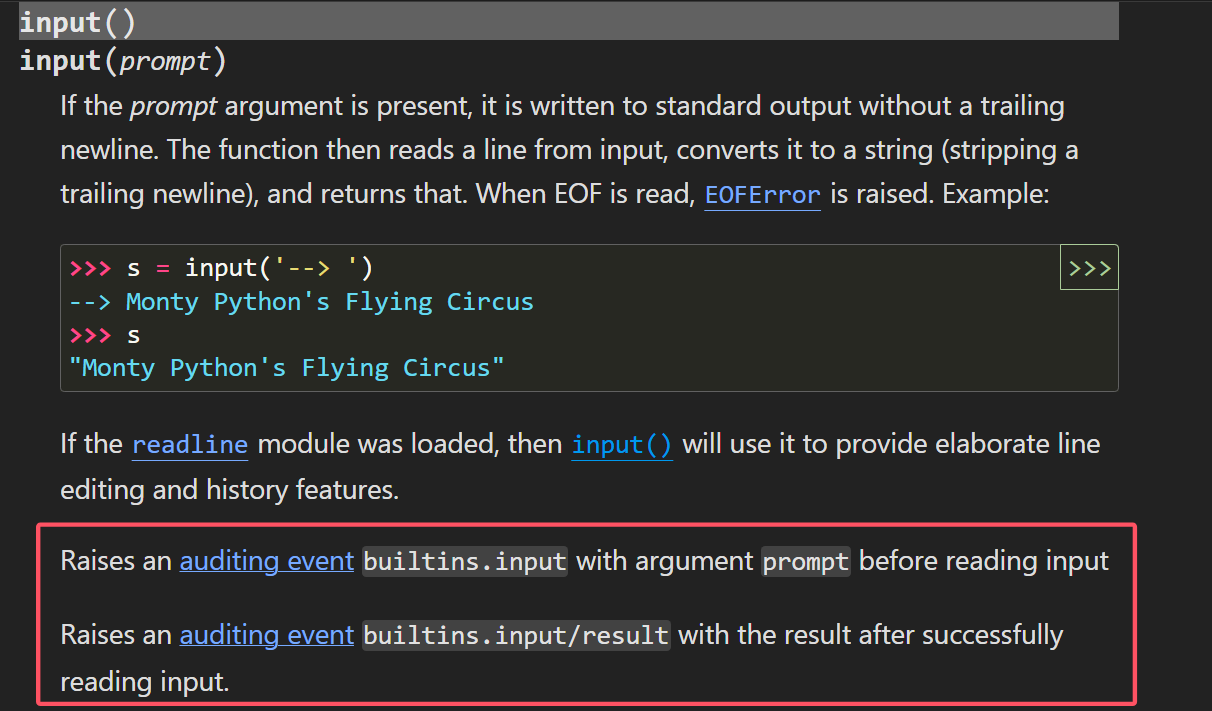 input()
input(prompt)
If the prompt argument is present, it is written to standard output without a trailing
newline. The function then reads a line from input, converts it to a string (stripping a
trailing newline), and returns that. When EOF is read, EOFError is raised. Example:
>>> s = input('--> ')
>>>
--> Monty Python's Flying Circus
>>> s
"Monty Python's Flying Circus"
If the readline module was loaded, then input() will use it to provide elaborate line
editing and history features.
Raises an auditing event builtins.input with argument prompt before reading input
Raises an auditing event builtins.input/result with the result after successfully
reading input.